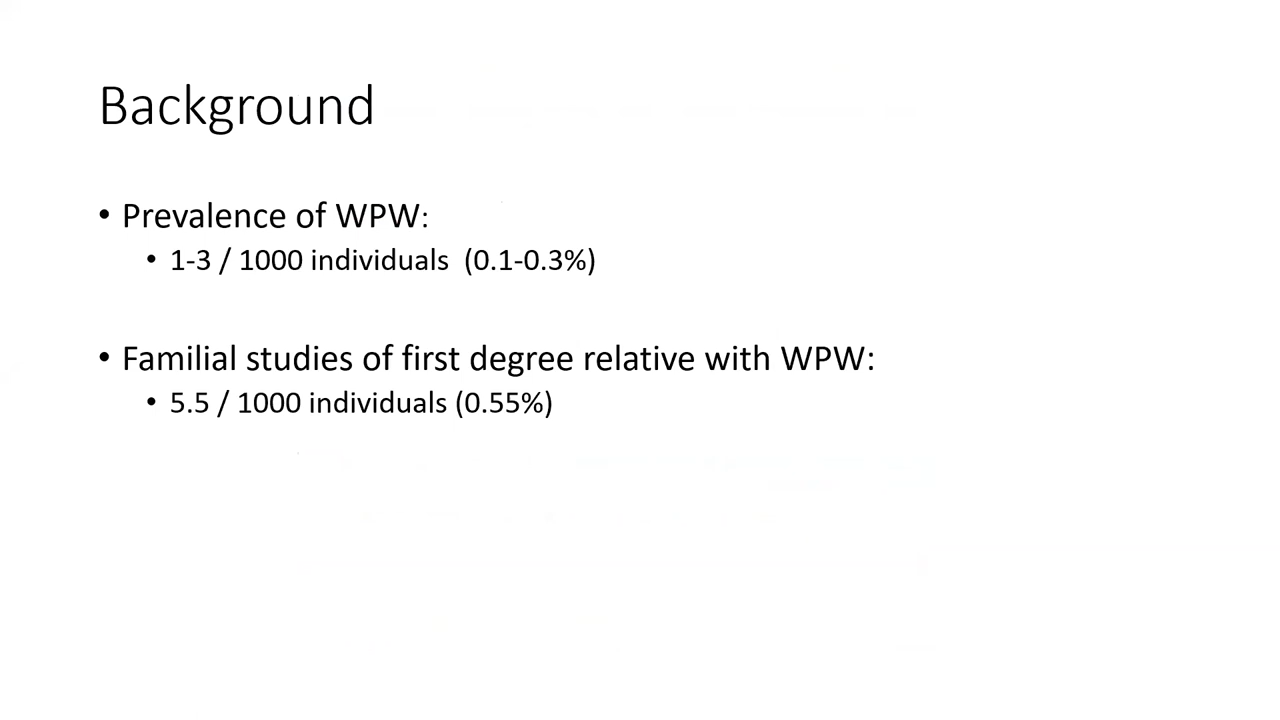 Background
• Prevalence of WPW:
• 1-3 / 1000 individuals (0.1-0.3%)
• Familial studies of first degree relative with WPW:
• 5.5 / 1000 individuals (0.55%)